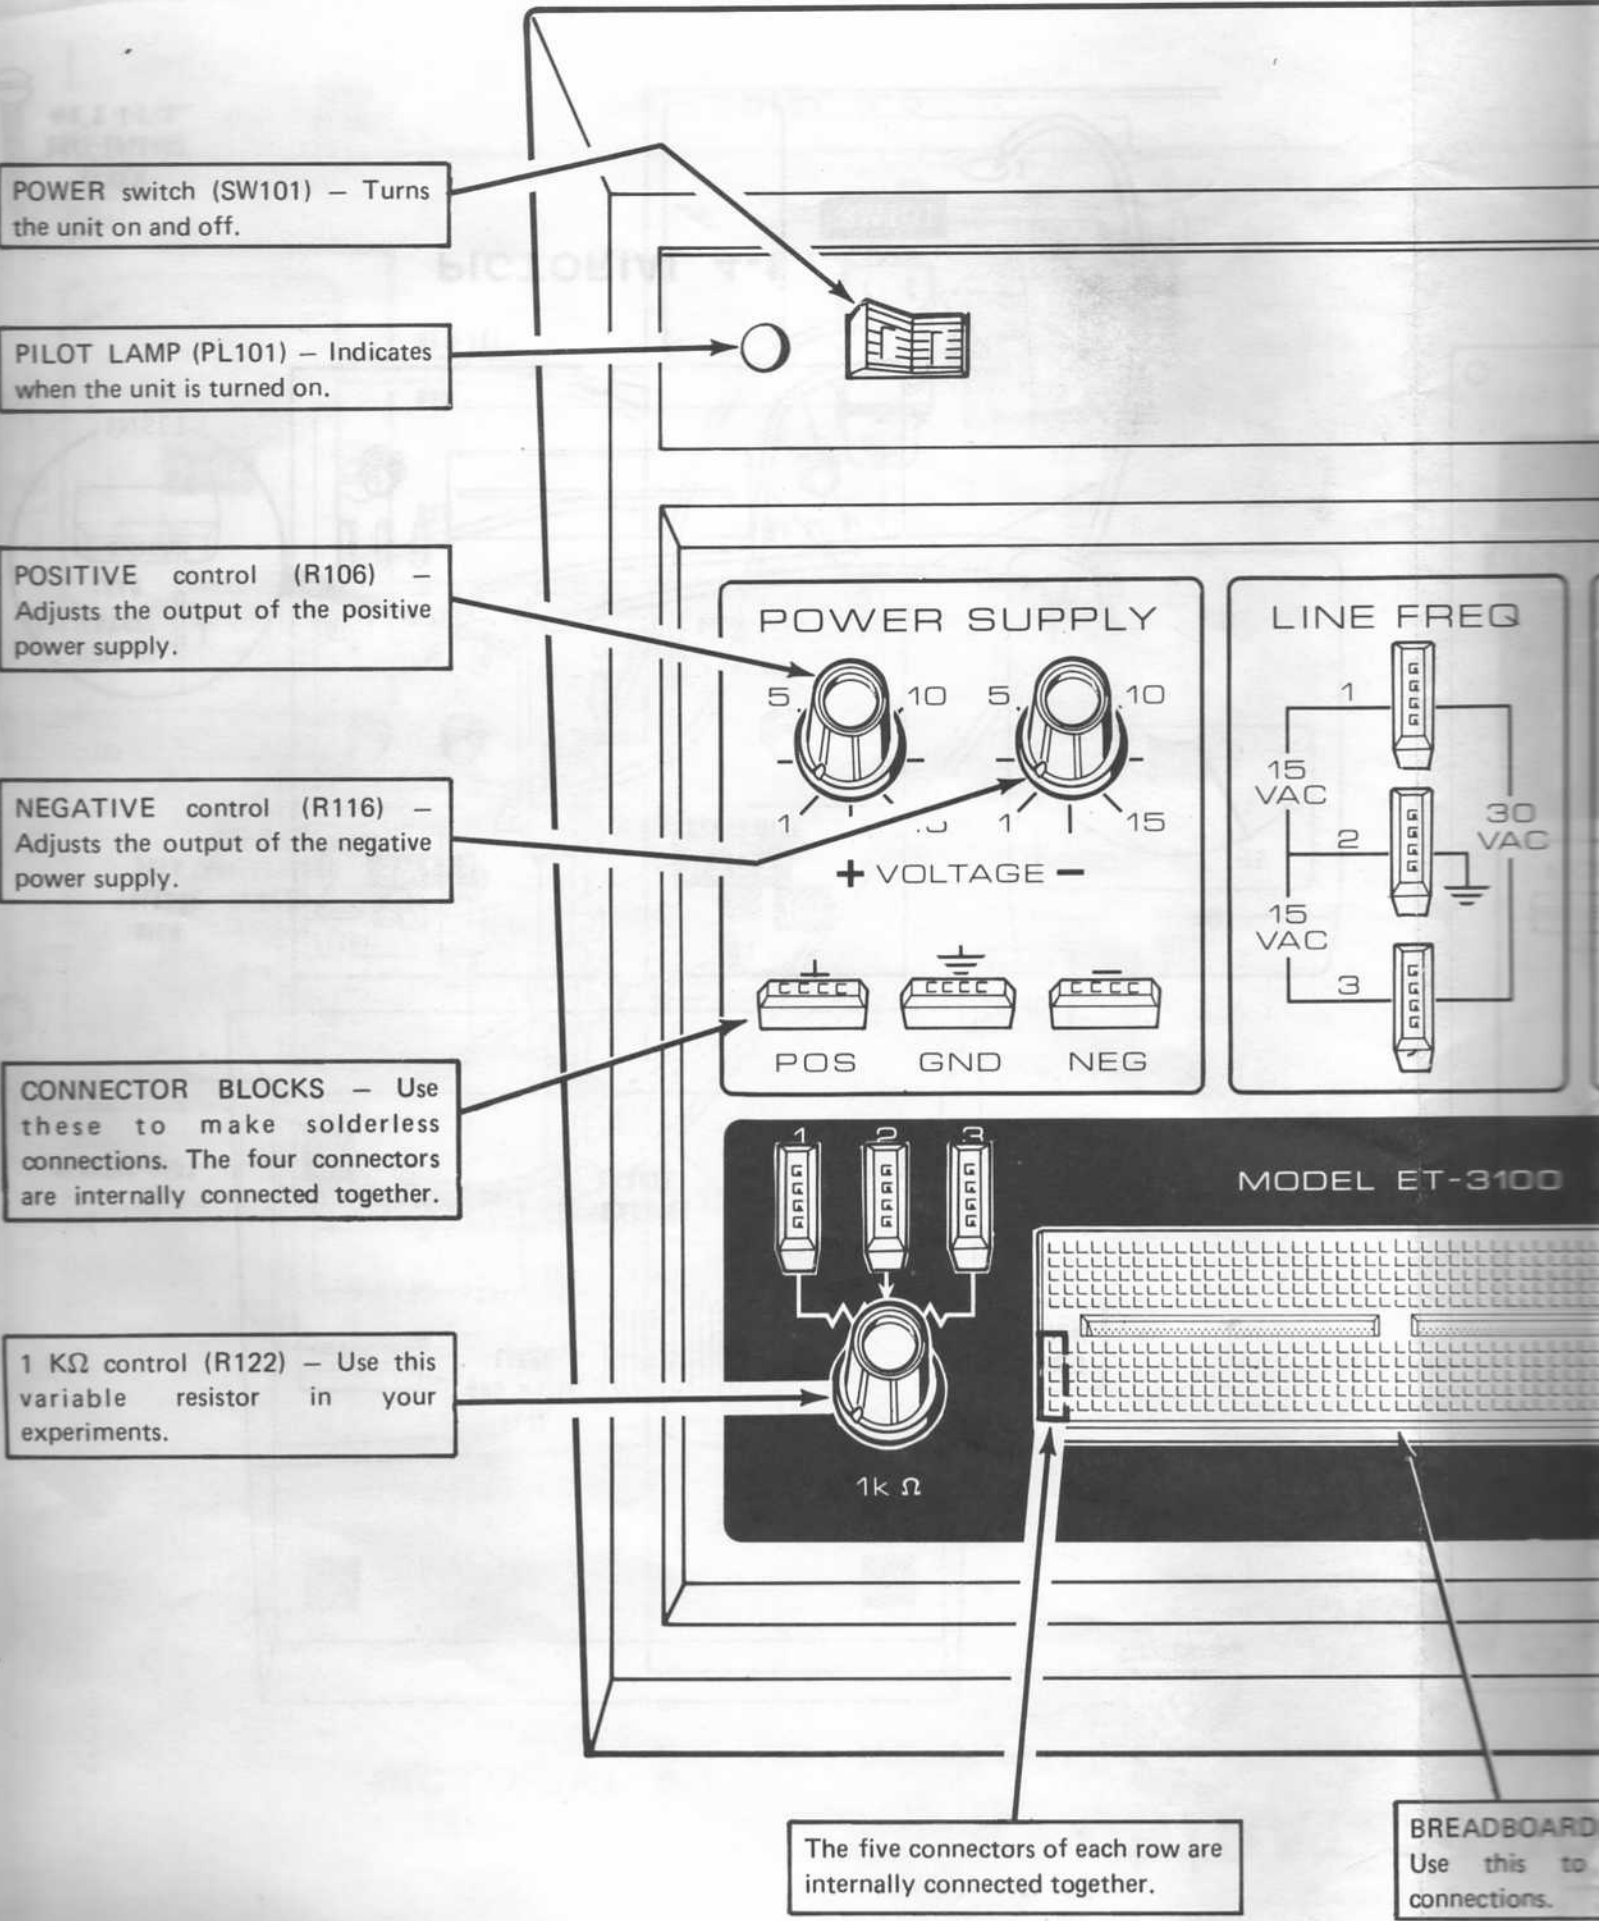 POWER switch (SW101) — Turns
the unit on and off.
PILOT LAMP (PL101) — Indicates
when the unit is turned on.
POSITIVE control (R106) —
Adjusts the output of the positive
power supply.
NEGATIVE control (R116) —
Adjusts the output of the negative
power supply.
CONNECTOR BLOCKS — Use
these to make solderless
connections. The four connectors
are internally connected together.
1 KΩ control (R122) — Use this
variable resistor in your
experiments.
POWER SUPPLY
5 10 5 10
1 1 15
+ VOLTAGE −
POS GND NEG
LINE FREQ
1
15
VAC
2
30
VAC
15
VAC
3
1 2 3
MODEL ET-3100
1k Ω
The five connectors of each row are
internally connected together.
BREADBOARD
Use this to
connections.
PICTORIAL